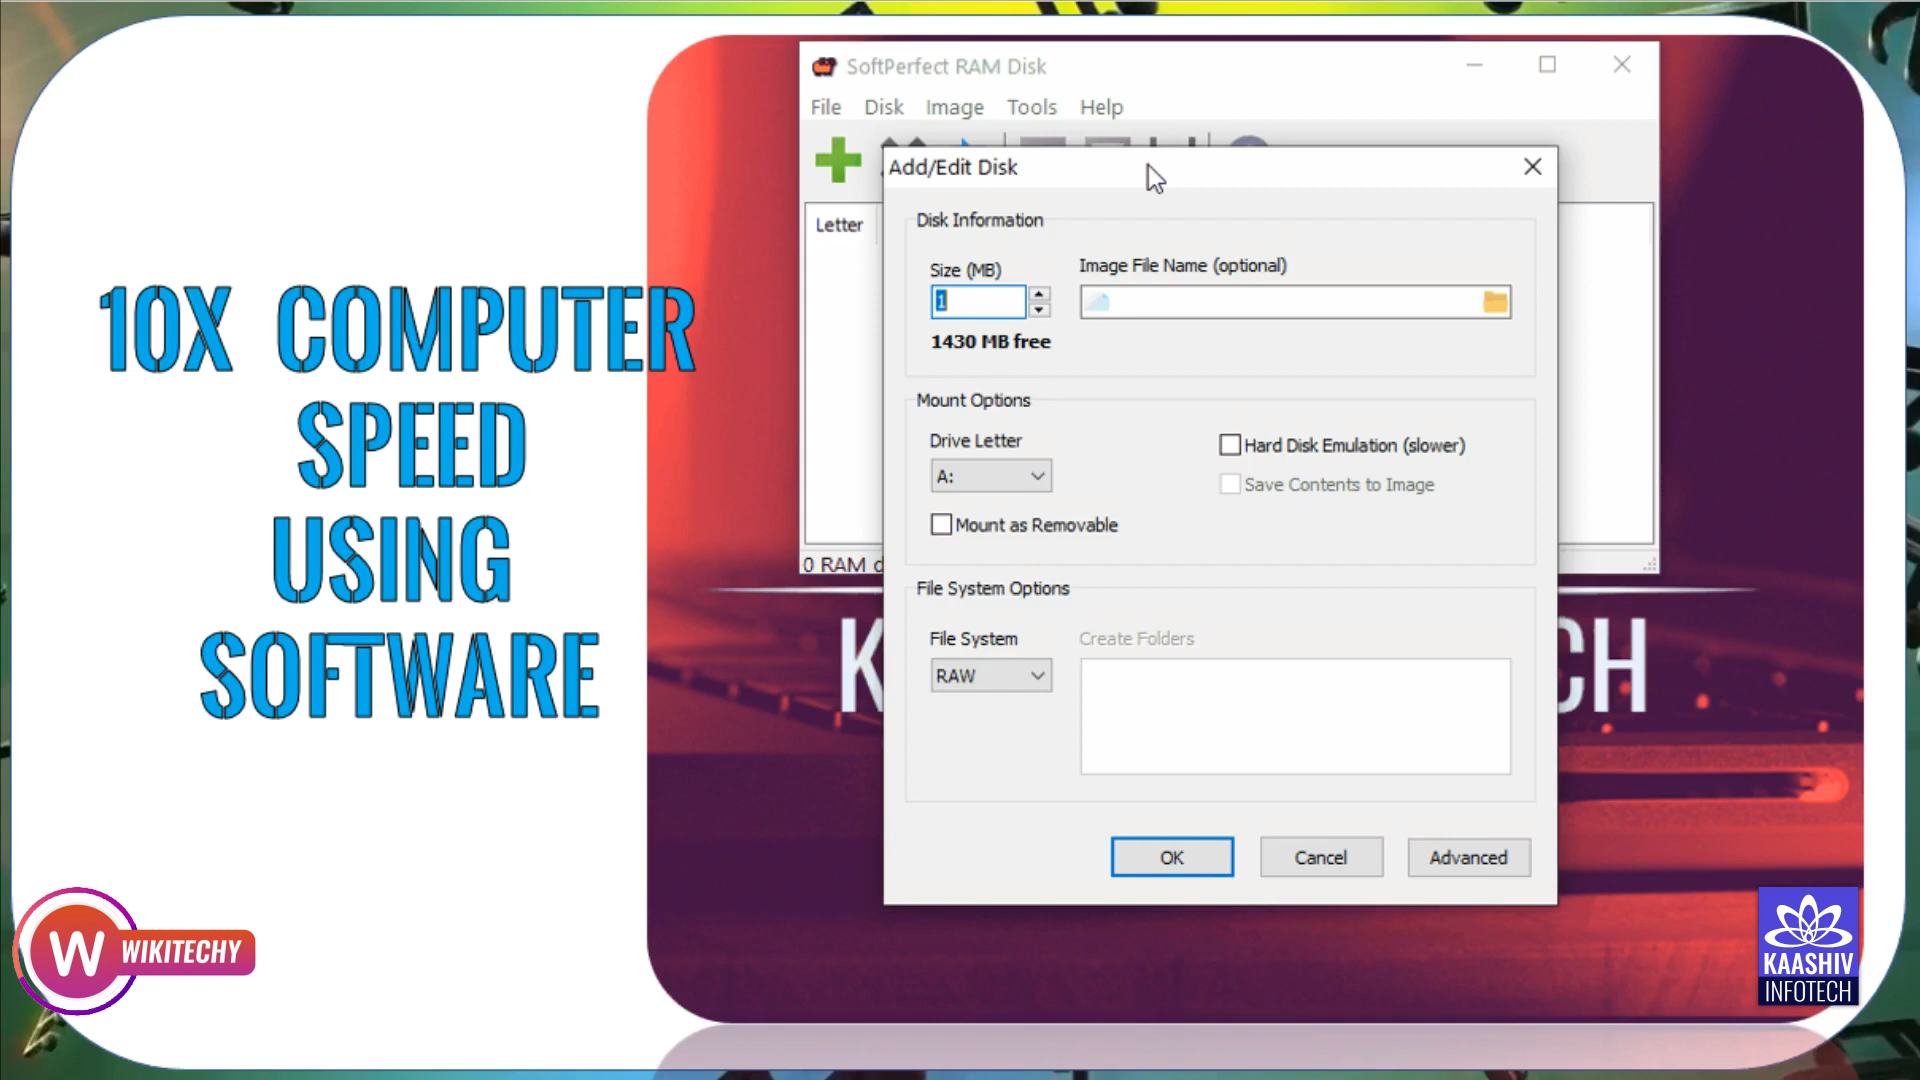 10X COMPUTER
SPEED
USING
SOFTWARE
SoftPerfect RAM Disk
File Disk Image Tools Help
Add/Edit Disk
Letter
Disk Information
Size (MB)
Image File Name (optional)
1
1430 MB free
Mount Options
Drive Letter
Hard Disk Emulation (slower)
A:
Save Contents to Image
Mount as Removable
0 RAM d
File System Options
File System
Create Folders
RAW
K
CH
OK
Cancel
Advanced
W WIKITECHY
KAASHIV
INFOTECH